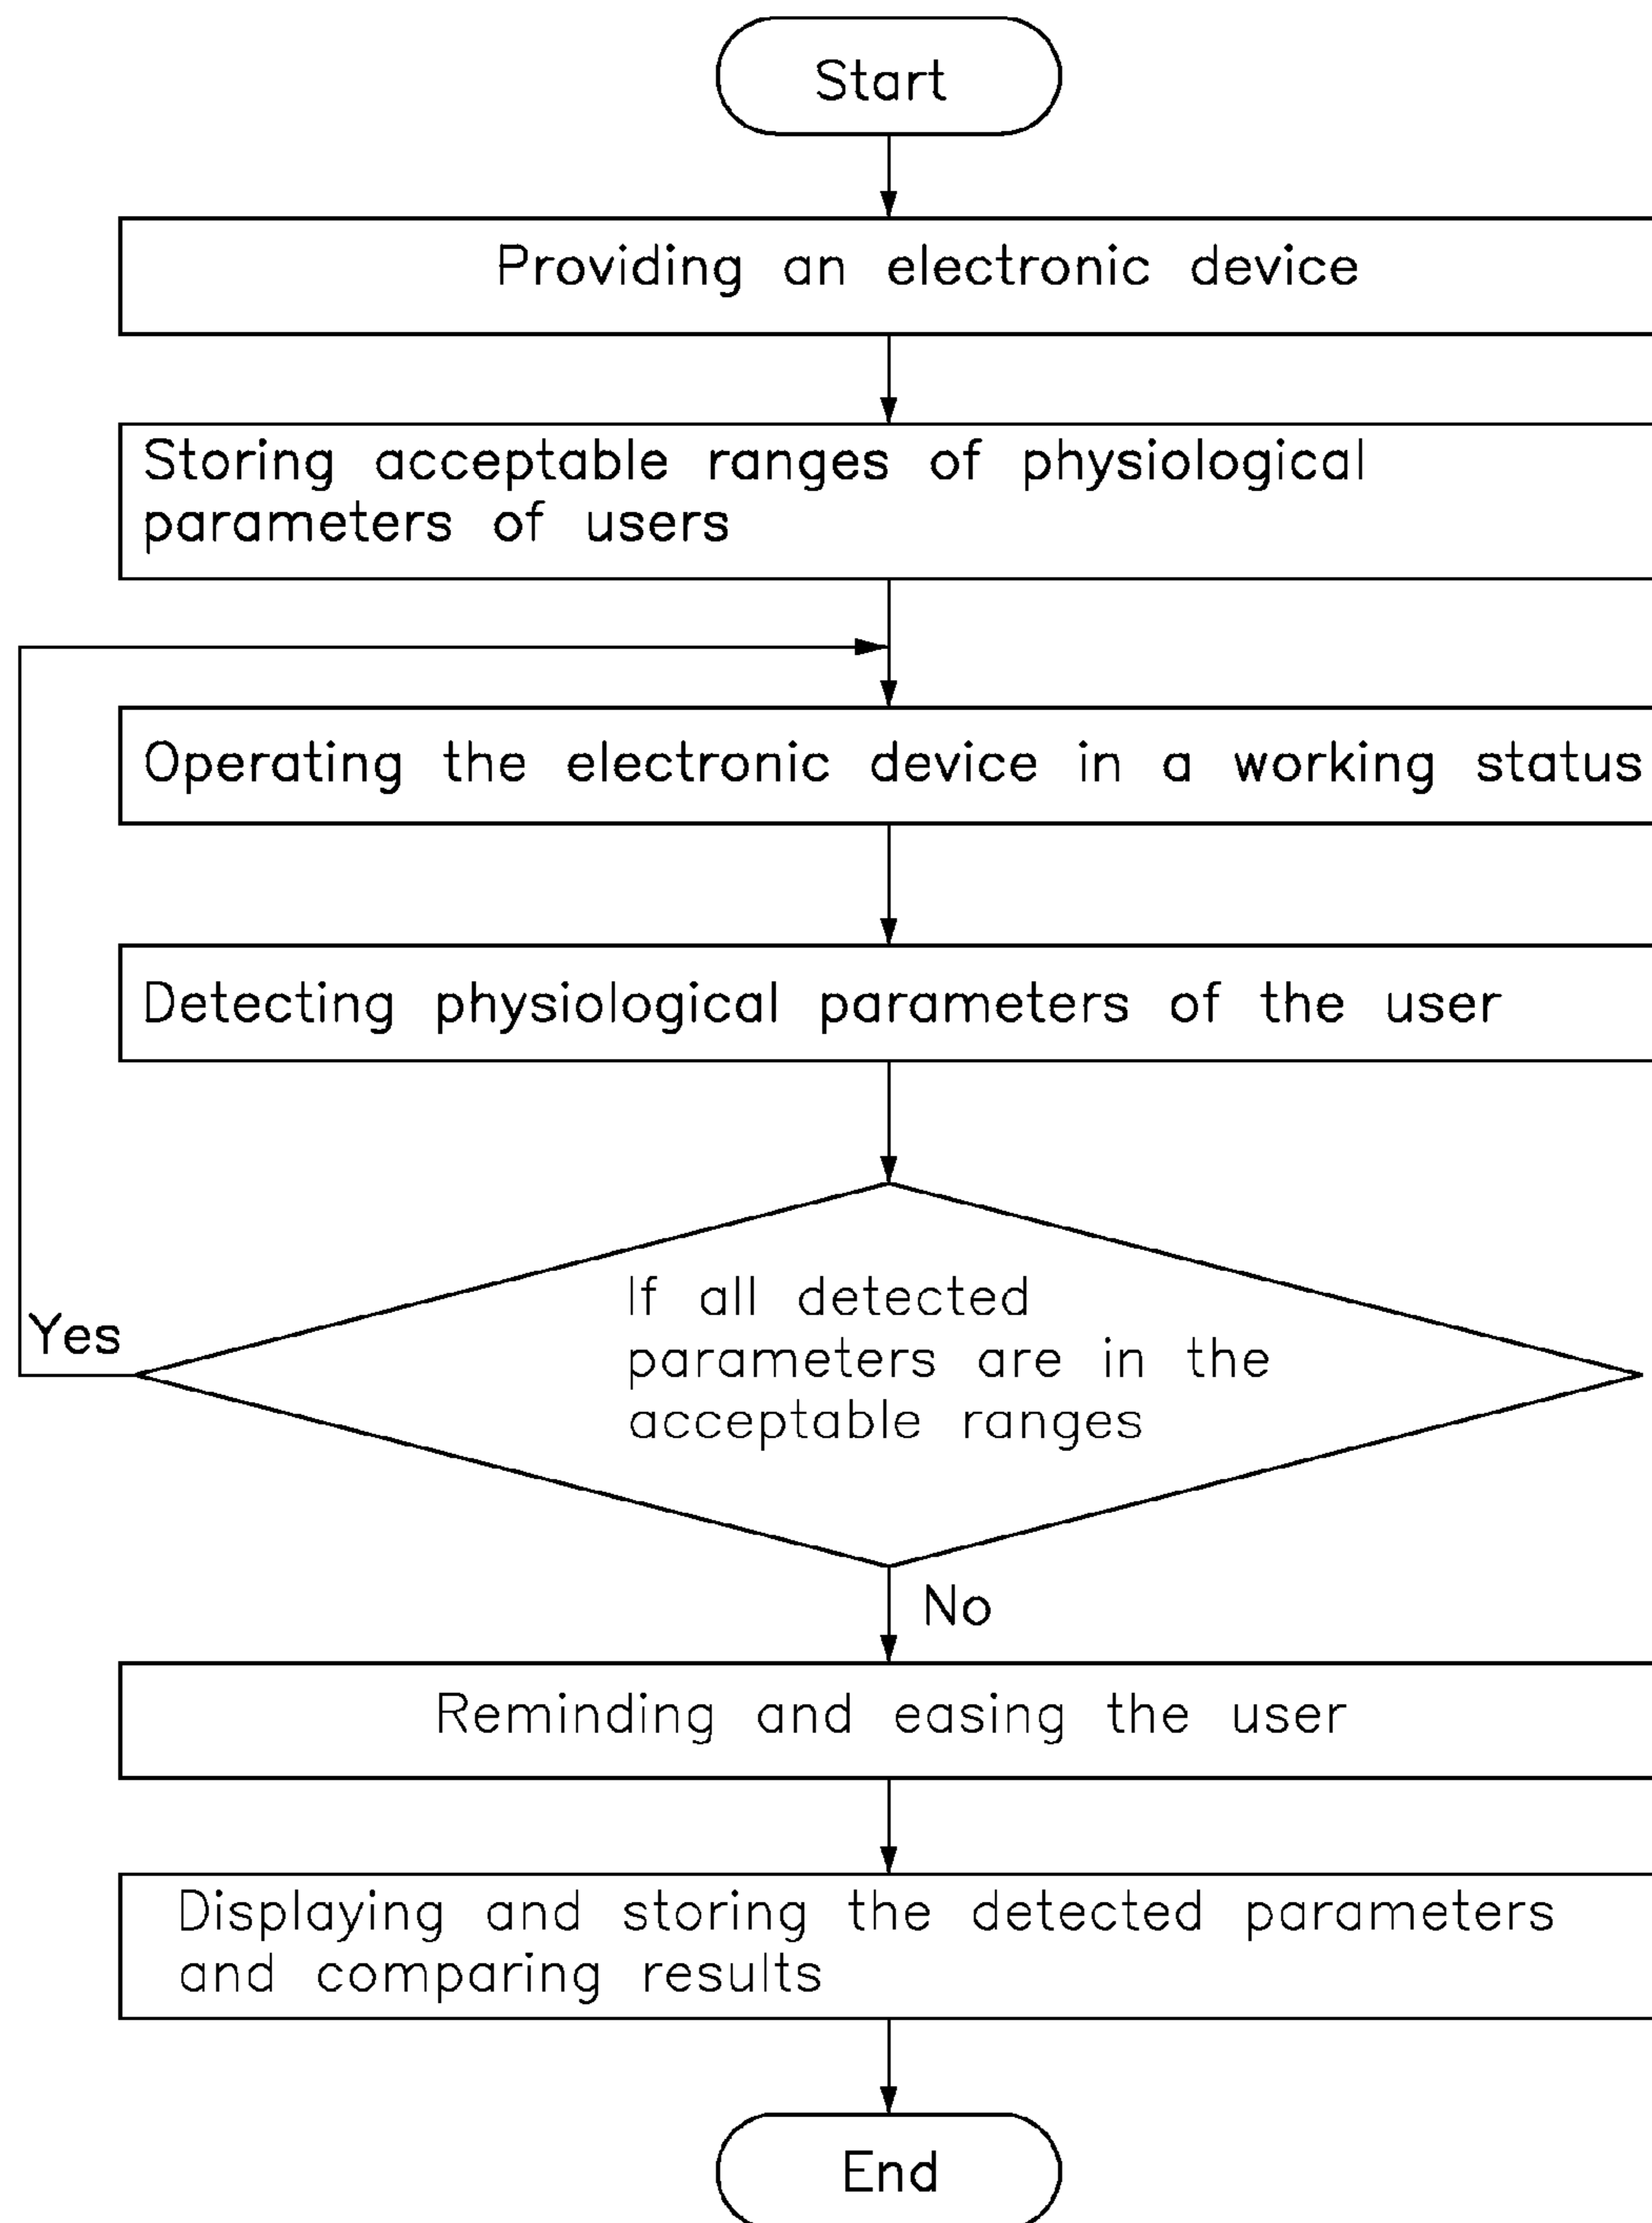 Start
Providing an electronic device
Storing acceptable ranges of physiological
parameters of users
Operating the electronic device in a working status
Detecting physiological parameters of the user
If all detected
parameters are in the
acceptable ranges
Yes
No
Reminding and easing the user
Displaying and storing the detected parameters
and comparing results
End